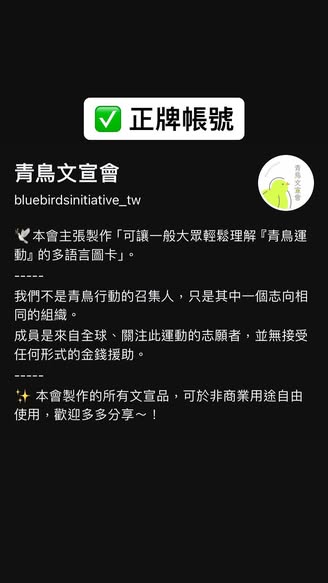 ✅ 正牌帳號
青鳥文宣會
青鳥文宣會
bluebirdsinitiative_tw
🕊️本會主張製作「可讓一般大眾輕鬆理解『青鳥運
動』的多語言圖卡」。
-----
我們不是青鳥行動的召集人，只是其中一個志向相
同的組織。
成員是來自全球、關注此運動的志願者，並無接受
任何形式的金錢援助。
-----
✨ 本會製作的所有文宣品，可於非商業用途自由
使用，歡迎多多分享～！